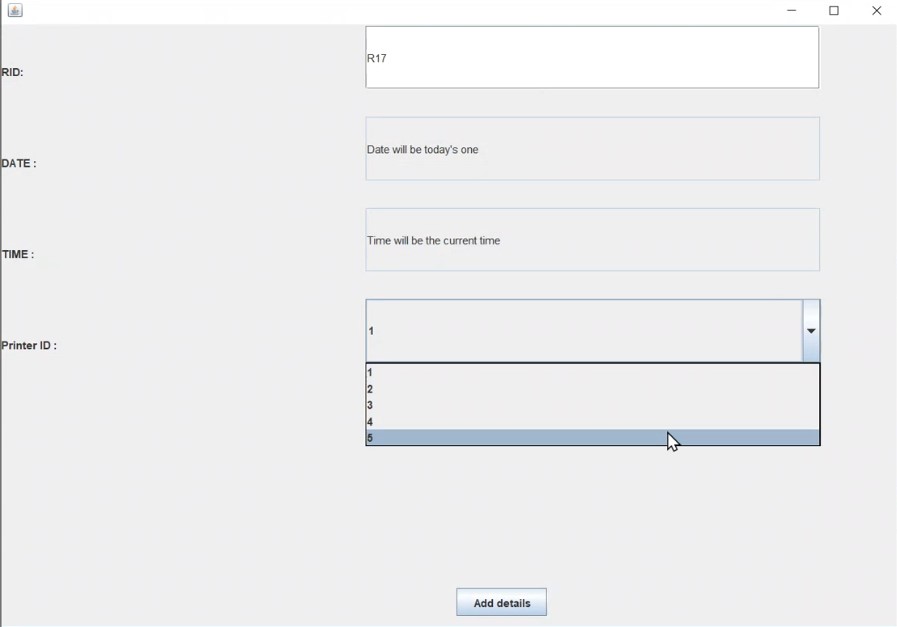 RID:
R17
DATE :
Date will be today's one
TIME :
Time will be the current time
Printer ID :
1
1
2
3
4
5
Add details